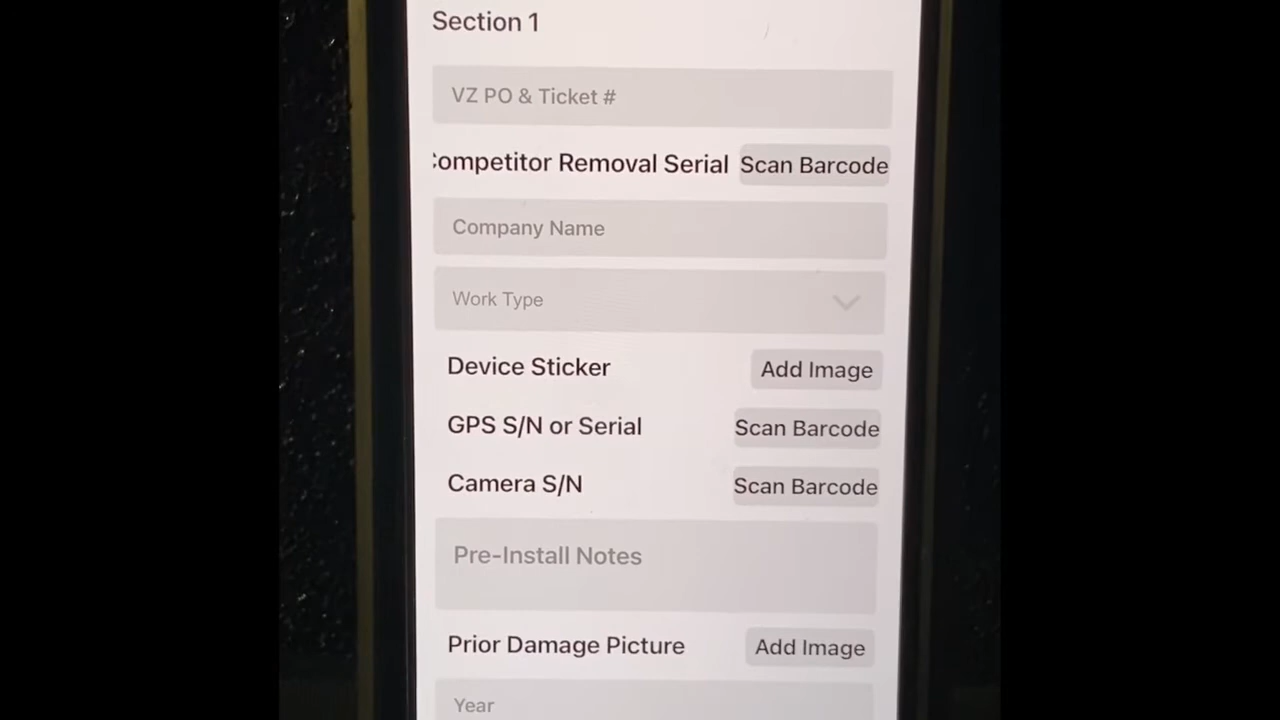 Section 1
VZ PO & Ticket #
Competitor Removal Serial Scan Barcode
Company Name
Work Type
Device Sticker Add Image
GPS S/N or Serial Scan Barcode
Camera S/N Scan Barcode
Pre-Install Notes
Prior Damage Picture Add Image
Year